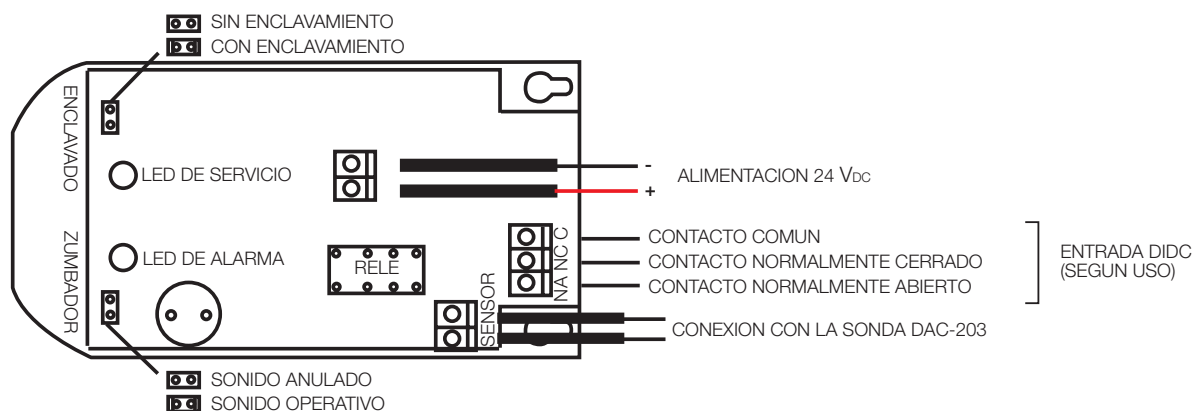 SIN ENCLAVAMIENTO
CON ENCLAVAMIENTO
ENCLAVADO
LED DE SERVICIO
-
+
ALIMENTACION 24 VDC
ZUMBADOR
LED DE ALARMA
RELE
NA NC C
CONTACTO COMUN
CONTACTO NORMALMENTE CERRADO
CONTACTO NORMALMENTE ABIERTO
ENTRADA DIDC
(SEGUN USO)
SENSOR
CONEXION CON LA SONDA DAC-203
SONIDO ANULADO
SONIDO OPERATIVO